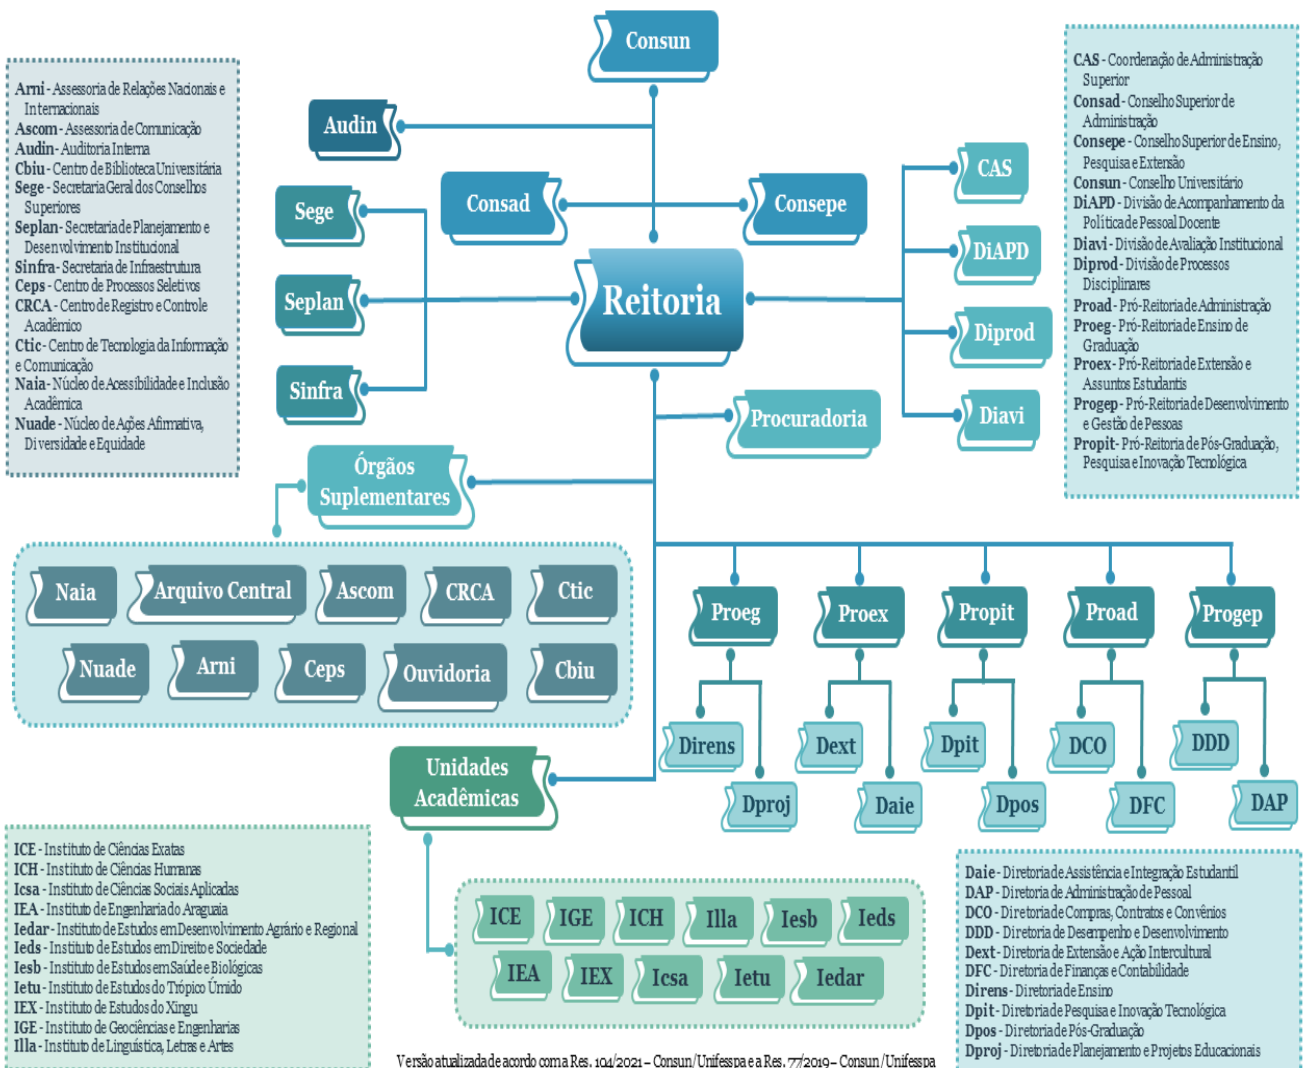 Consun
Audin
Consad
Consepe
Sege
Seplan
Sinfra
Reitoria
CAS
DiAPD
Diprod
Diavi
Procuradoria
Órgãos
Suplementares
Arni - Assessoria de Relações Nacionais e
Internacionais
Ascom - Assessoria de Comunicação
Audin - Auditoria Interna
Cbiu - Centro de Biblioteca Universitária
Sege - Secretaria Geral dos Conselhos
Superiores
Seplan - Secretaria de Planejamento e
Desenvolvimento Institucional
Sinfra - Secretaria de Infraestrutura
Ceps - Centro de Processos Seletivos
CRCA - Centro de Registro e Controle
Acadêmico
Ctic - Centro de Tecnologia da Informação
e Comunicação
Naia - Núcleo de Acessibilidade e Inclusão
Acadêmica
Nuade - Núcleo de Ações Afirmativa,
Diversidade e Equidade
CAS - Coordenação de Administração
Superior
Consad - Conselho Superior de
Administração
Consepe - Conselho Superior de Ensino,
Pesquisa e Extensão
Consun - Conselho Universitário
DiAPD - Divisão de Acompanhamento da
Política de Pessoal Docente
Diavi - Divisão de Avaliação Institucional
Diprod - Divisão de Processos
Disciplinares
Proad - Pró-Reitoria de Administração
Proeg - Pró-Reitoria de Ensino de
Graduação
Proex - Pró-Reitoria de Extensão e
Assuntos Estudantis
Progep - Pró-Reitoria de Desenvolvimento
e Gestão de Pessoas
Propit - Pró-Reitoria de Pós-Graduação,
Pesquisa e Inovação Tecnológica
Naia
Arquivo Central
Ascom
CRCA
Ctic
Nuade
Arni
Ceps
Ouvidoria
Cbiu
Proeg
Proex
Propit
Proad
Progep
Direns
Dext
Dpit
DCO
DDD
Dproj
Daie
Dpos
DFC
DAP
Unidades
Acadêmicas
ICE
IGE
ICH
Illa
Iesb
Ieds
IEA
IEX
Icsa
Ietu
Iedar
ICE - Instituto de Ciências Exatas
ICH - Instituto de Ciências Humanas
Icsa - Instituto de Ciências Sociais Aplicadas
IEA - Instituto de Engenharia do Araguaia
Iedar - Instituto de Estudos em Desenvolvimento Agrário e Regional
Ieds - Instituto de Estudos em Direito e Sociedade
Iesb - Instituto de Estudos em Saúde e Biológicas
Ietu - Instituto de Estudos do Trópico Úmido
IEX - Instituto de Estudos do Xingu
IGE - Instituto de Geociências e Engenharias
Illa - Instituto de Linguística, Letras e Artes
Daie - Diretoria de Assistência e Integração Estudantil
DAP - Diretoria de Administração de Pessoal
DCO - Diretoria de Compras, Contratos e Convênios
DDD - Diretoria de Desempenho e Desenvolvimento
Dext - Diretoria de Extensão e Ação Intercultural
DFC - Diretoria de Finanças e Contabilidade
Direns - Diretoria de Ensino
Dpit - Diretoria de Pesquisa e Inovação Tecnológica
Dpos - Diretoria de Pós-Graduação
Dproj - Diretoria de Planejamento e Projetos Educacionais
Versão atualizada de acordo com a Res. 104/2021 – Consun/Unifesspa e a Res. 77/2019 – Consun/Unifesspa